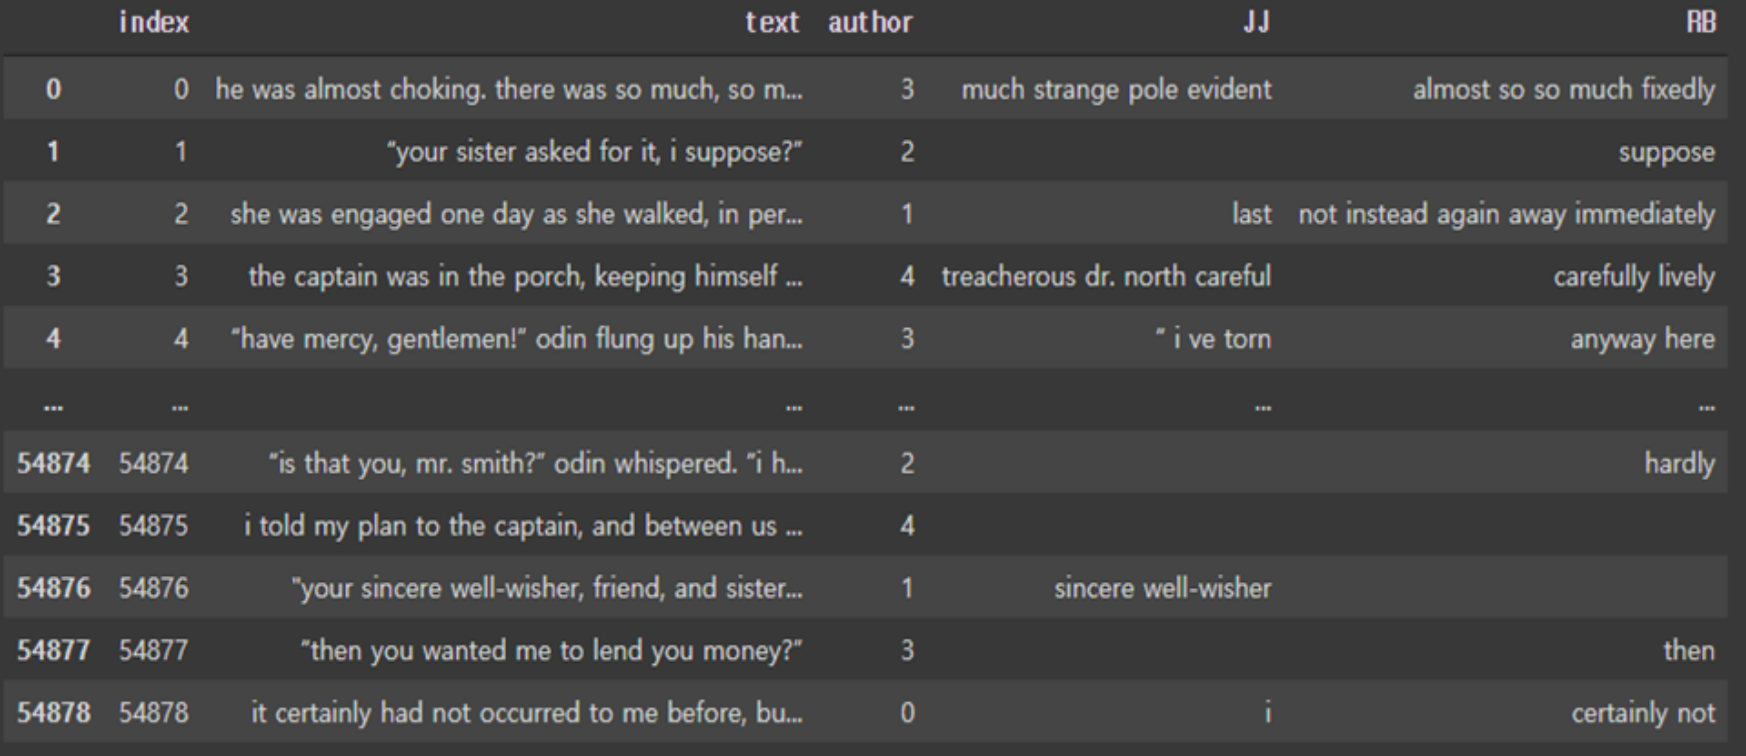 index text author JJ RB
0 0 he was almost choking. there was so much, so m... 3 much strange pole evident almost so so much fixedly
1 1 “your sister asked for it, i suppose?” 2 suppose
2 2 she was engaged one day as she walked, in per... 1 last not instead again away immediately
3 3 the captain was in the porch, keeping himself ... 4 treacherous dr. north careful carefully lively
4 4 “have mercy, gentlemen!” odin flung up his han... 3 “ i ve torn anyway here
... ... ... ... ... ...
54874 54874 “is that you, mr. smith?” odin whispered. “i h... 2 hardly
54875 54875 i told my plan to the captain, and between us ... 4
54876 54876 "your sincere well-wisher, friend, and sister... 1 sincere well-wisher
54877 54877 “then you wanted me to lend you money?” 3 then
54878 54878 it certainly had not occurred to me before, bu... 0 i certainly not